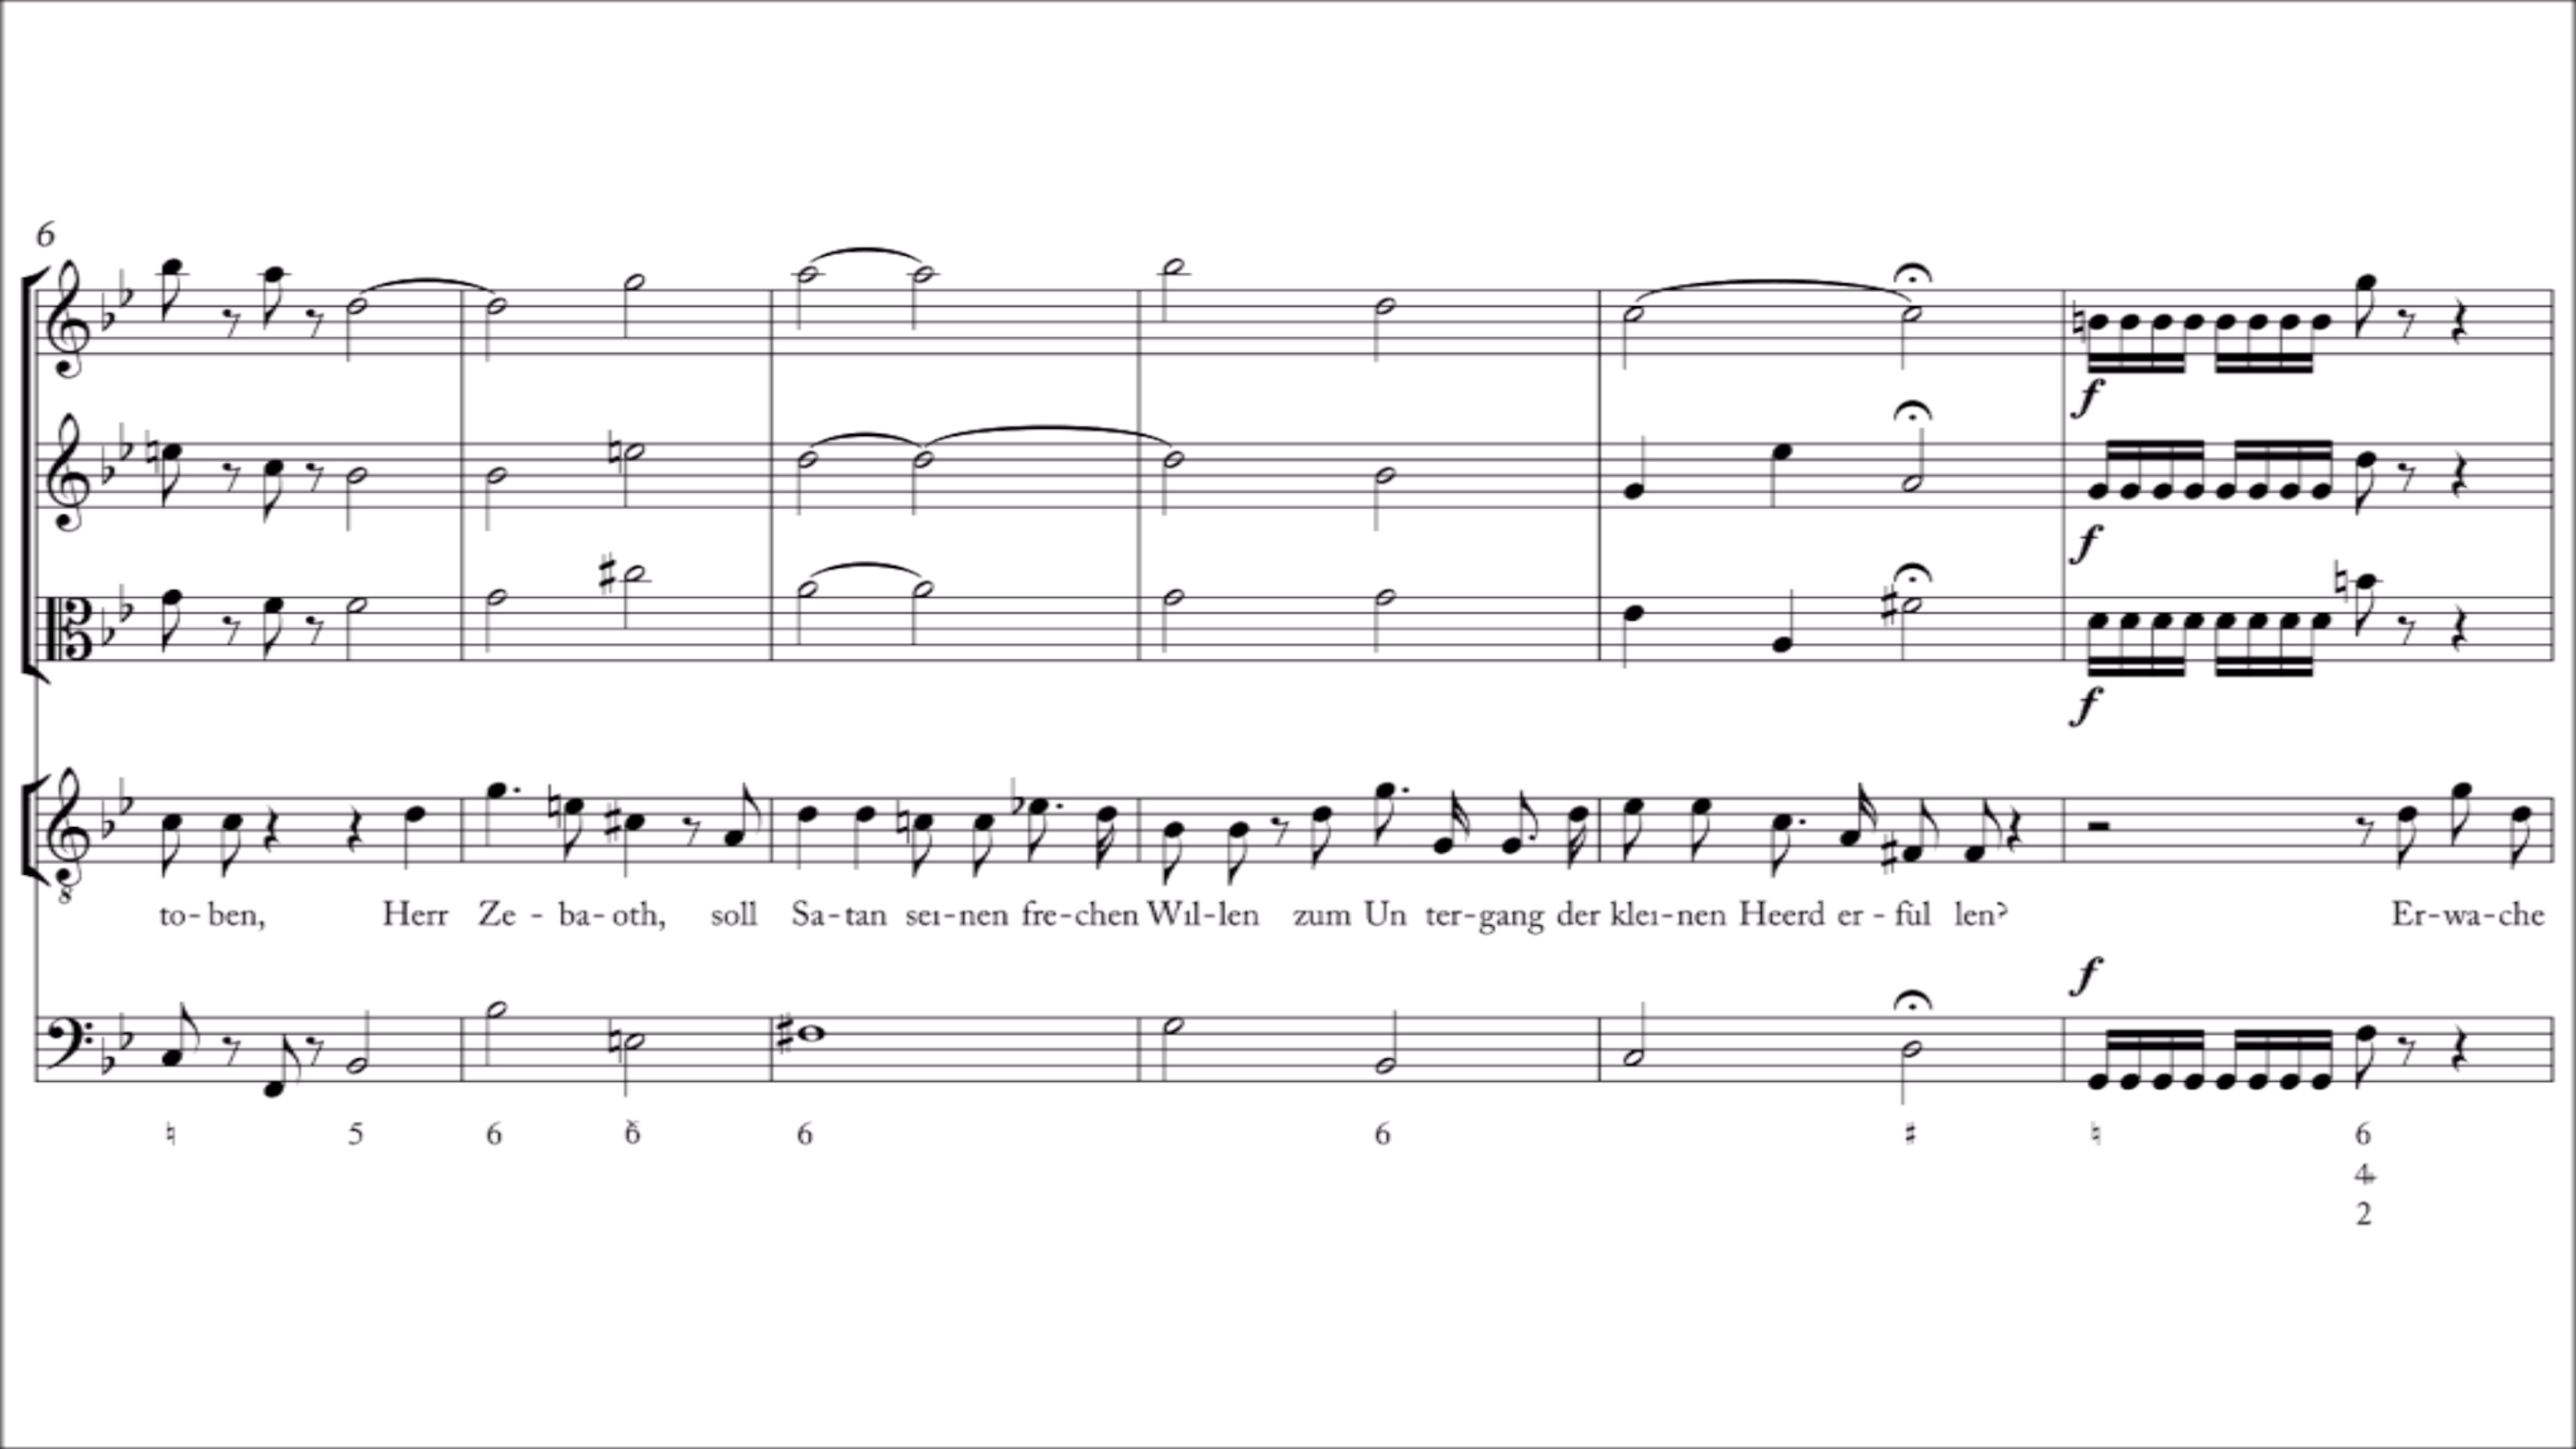 6
f
f
f
to-ben, Herr Ze - ba-oth, soll Sa-tan sei-nen fre-chen Wil-len zum Un ter-gang der klei-nen Heerd er - fül len? Er-wa-che
f
♮ 5 6 6 6 6 ♯ ♮ 6
4
2